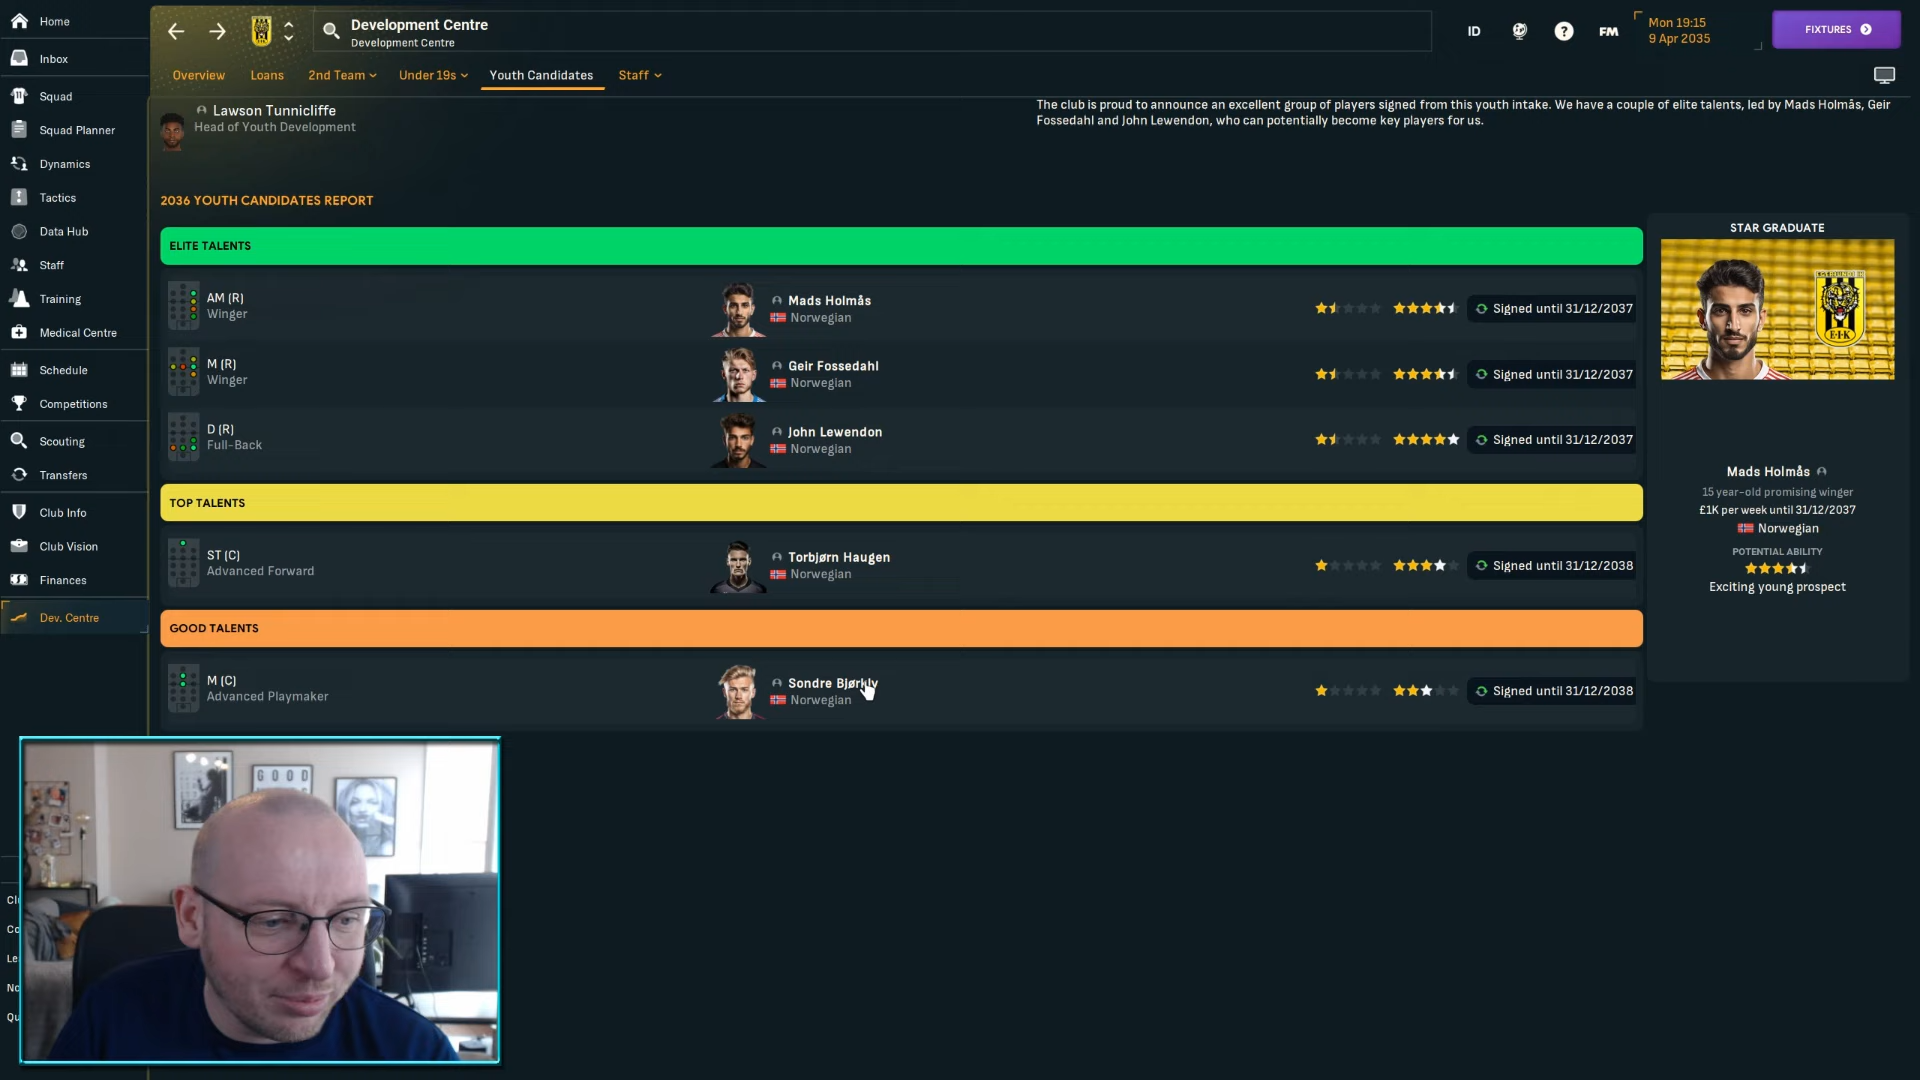 Home
Inbox
Squad
Squad Planner
Dynamics
Tactics
Data Hub
Staff
Training
Medical Centre
Schedule
Competitions
Scouting
Transfers
Club Info
Club Vision
Finances
Dev. Centre
Development Centre
Development Centre
ID
?
FM
Mon 19:15
9 Apr 2035
FIXTURES
Overview
Loans
2nd Team
Under 19s
Youth Candidates
Staff
Lawson Tunnicliffe
Head of Youth Development
The club is proud to announce an excellent group of players signed from this youth intake. We have a couple of elite talents, led by Mads Holmås, Geir
Fossedahl and John Lewendon, who can potentially become key players for us.
2036 YOUTH CANDIDATES REPORT
ELITE TALENTS
AM (R)
Winger
Mads Holmås
Norwegian
Signed until 31/12/2037
M (R)
Winger
Geir Fossedahl
Norwegian
Signed until 31/12/2037
D (R)
Full-Back
John Lewendon
Norwegian
Signed until 31/12/2037
TOP TALENTS
ST (C)
Advanced Forward
Torbjørn Haugen
Norwegian
Signed until 31/12/2038
GOOD TALENTS
M (C)
Advanced Playmaker
Sondre Bjørkly
Norwegian
Signed until 31/12/2038
STAR GRADUATE
E·I·K
Mads Holmås
15 year-old promising winger
£1K per week until 31/12/2037
Norwegian
POTENTIAL ABILITY
Exciting young prospect
Cl
Co
Le
No
Qu
GOOD